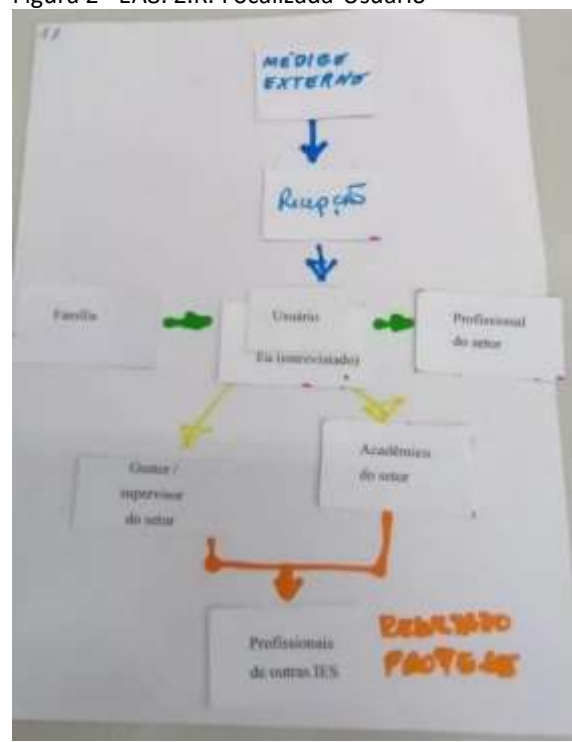 Figura 2 - EAS. 2.R. Focalizada-Usuário
MÉDICO
EXTERNO
Recepção
Família
Usuário
Eu (entrevistado)
Profissional
do setor
Gestor /
supervisor
do setor
Acadêmico
do setor
Profissionais
de outras IES